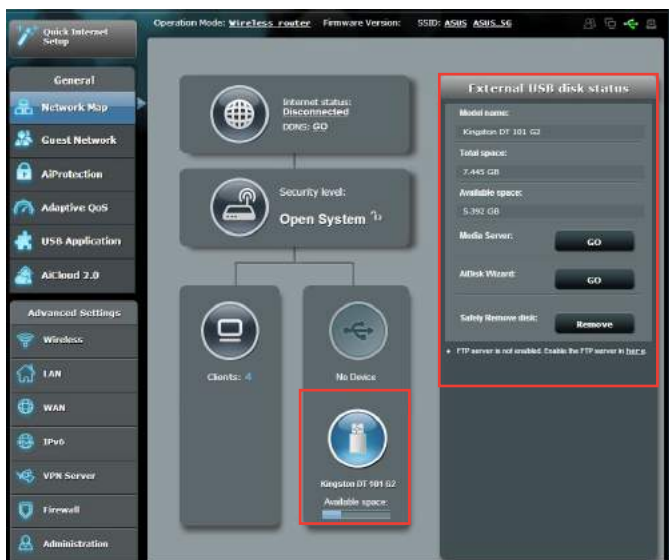 Quick Internet
Setup
Operation Mode: Wireless router Firmware Version: SSID: ASUS ASUS_5G
General
Network Map
Guest Network
AiProtection
Adaptive QoS
USB Application
AiCloud 2.0
Advanced Settings
Wireless
LAN
WAN
IPv6
VPN Server
Firewall
Administration
Internet status:
Disconnected
DDNS: GO
Security level:
Open System
Clients: 4
No Device
Kingston DT 101 G2
Available space:
External USB disk status
Model name:
Kingston DT 101 G2
Total space:
7.445 GB
Available space:
5.392 GB
Media Server: GO
AiDisk Wizard: GO
Safely Remove disk: Remove
FTP server is not enabled. Enable the FTP server in here